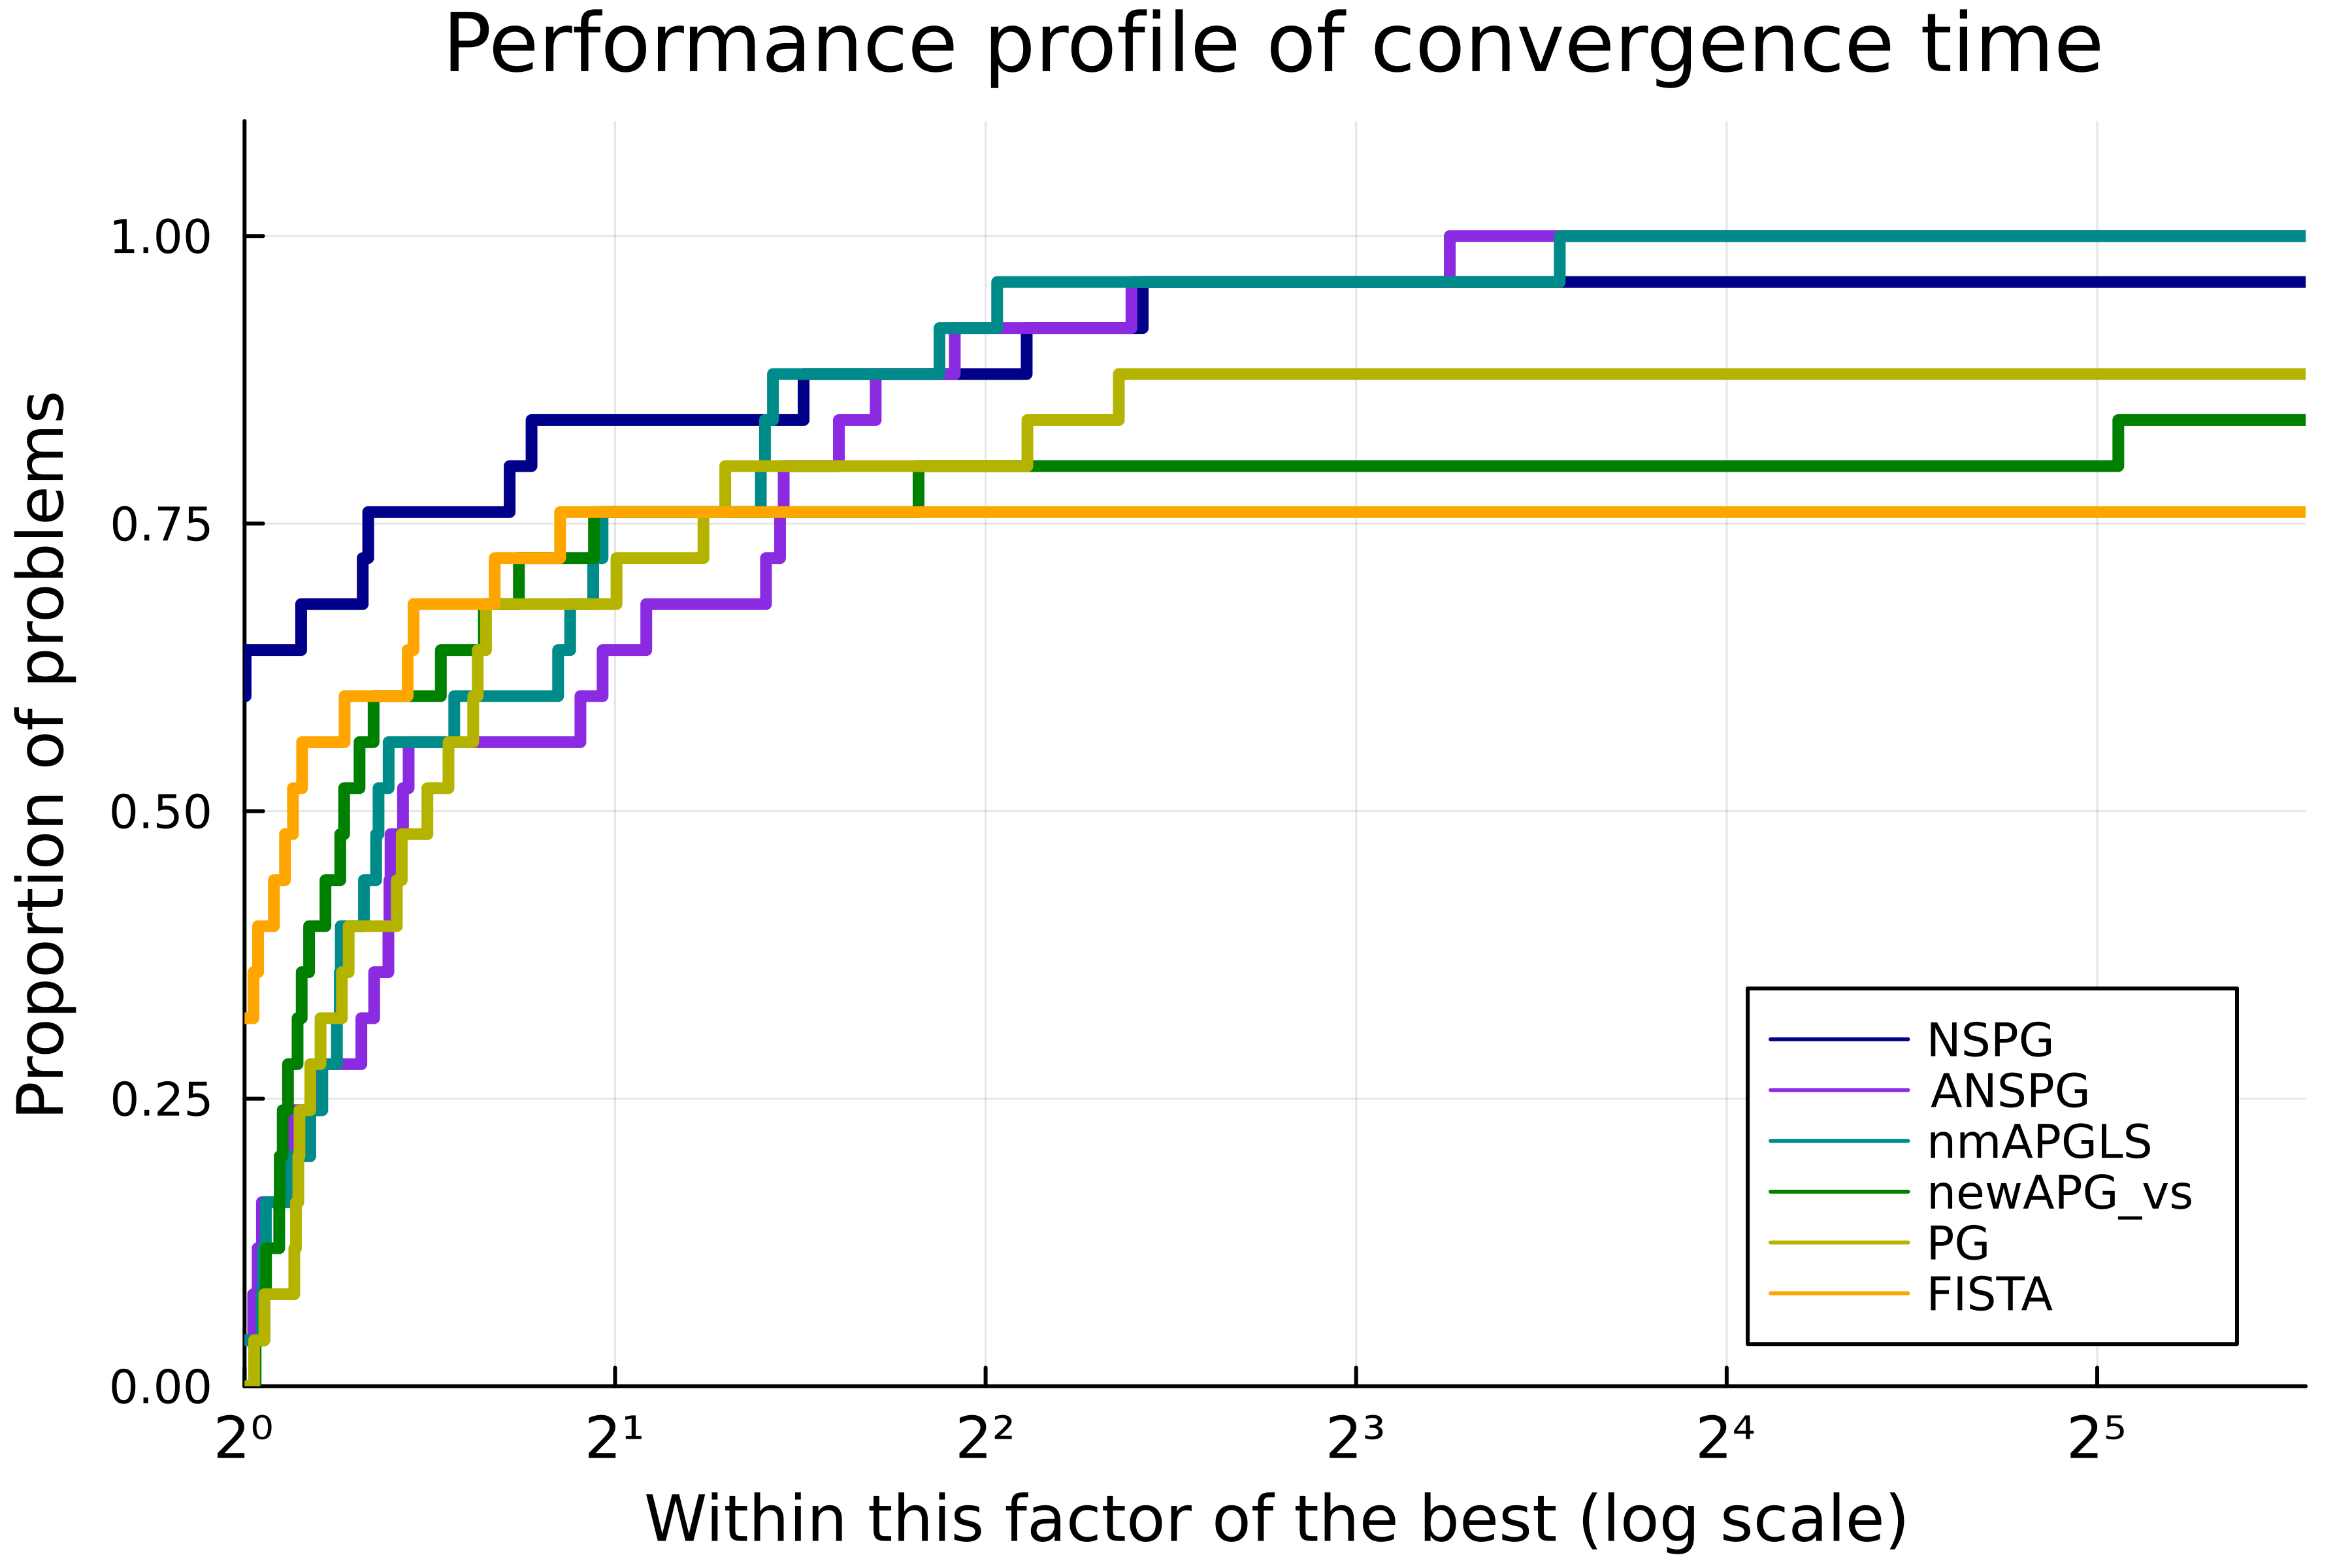 Performance profile of convergence time
Proportion of problems
1.00
0.75
0.50
0.25
0.00
2⁰ 2¹ 2² 2³ 2⁴ 2⁵
Within this factor of the best (log scale)
NSPG
ANSPG
nmAPGLS
newAPG_vs
PG
FISTA